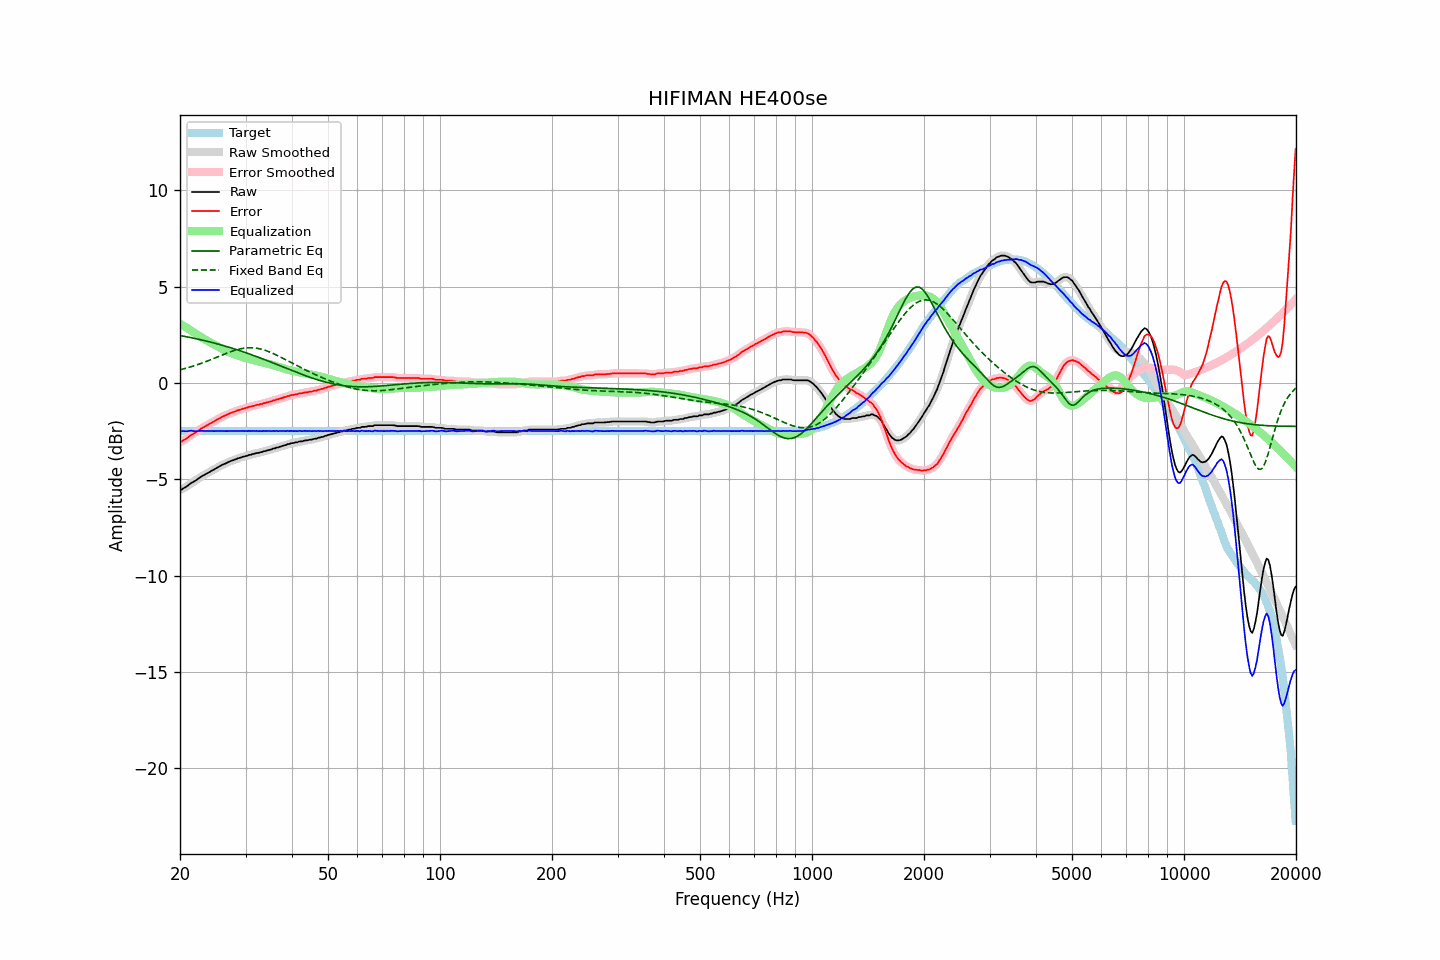 HIFIMAN HE400se
Target
Raw Smoothed
Error Smoothed
Raw
Error
Equalization
Parametric Eq
Fixed Band Eq
Equalized
10
5
0
−5
−10
−15
−20
Amplitude (dBr)
20 50 100 200 500 1000 2000 5000 10000 20000
Frequency (Hz)